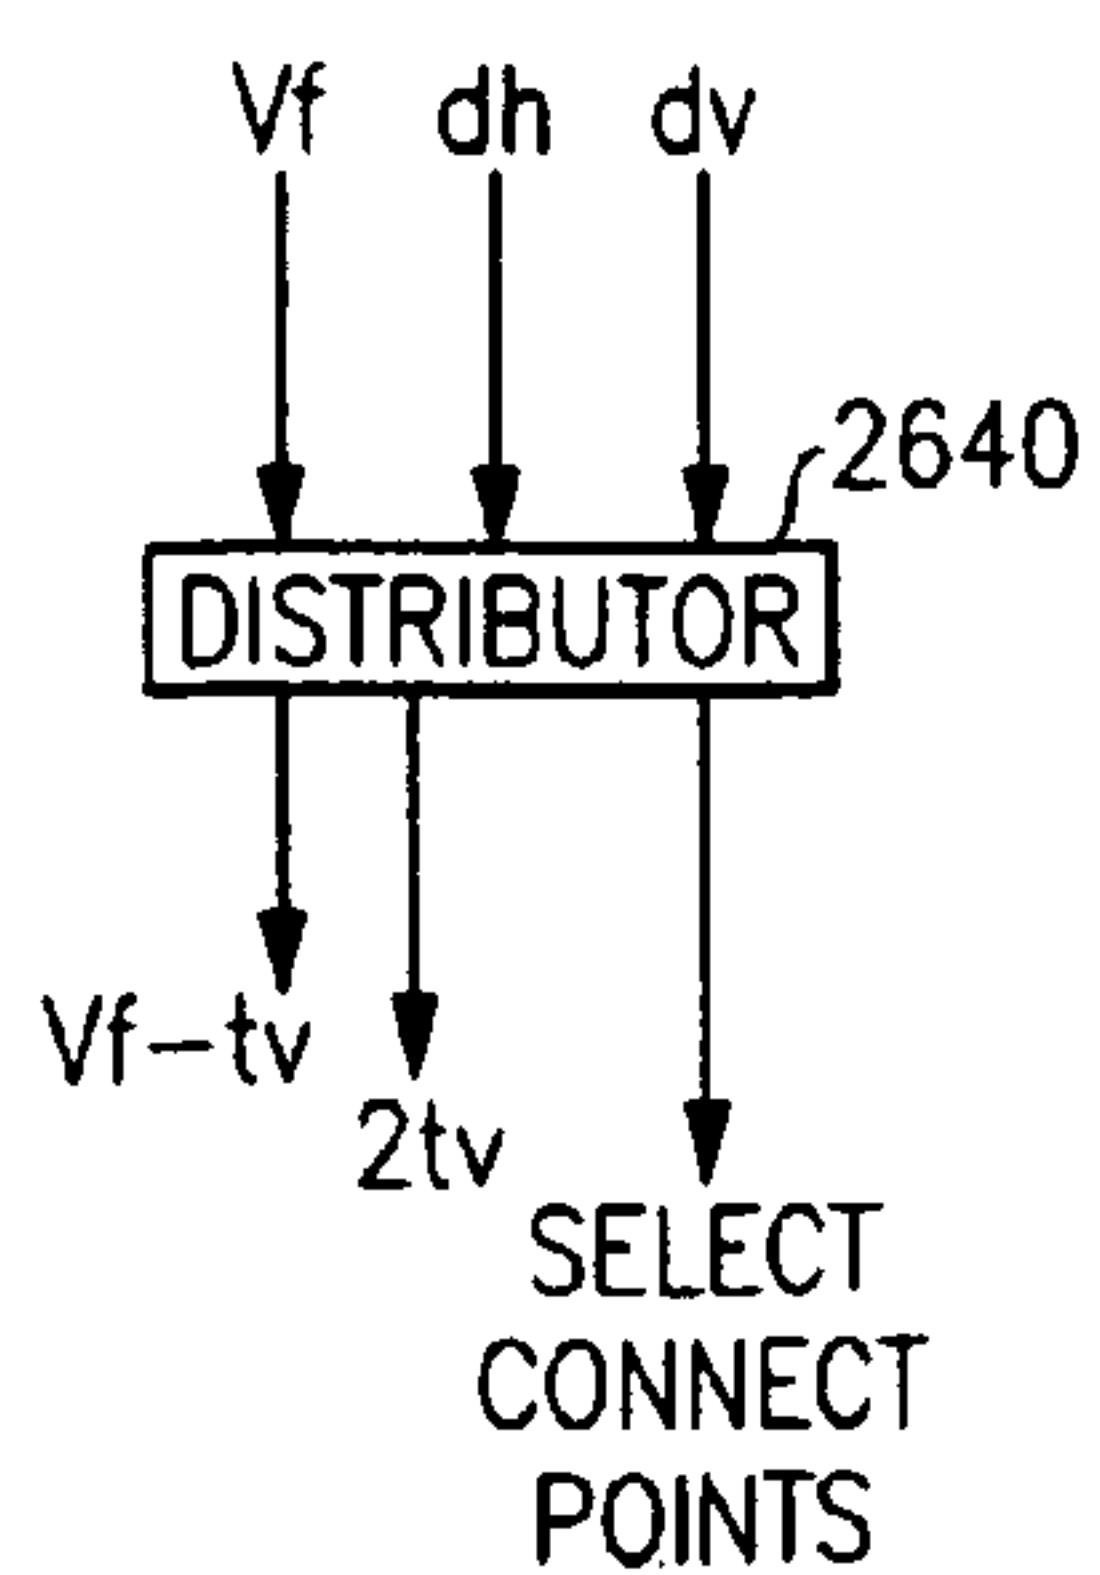 Vf dh dv
2640
DISTRIBUTOR
Vf-tv
2tv
SELECT
CONNECT
POINTS